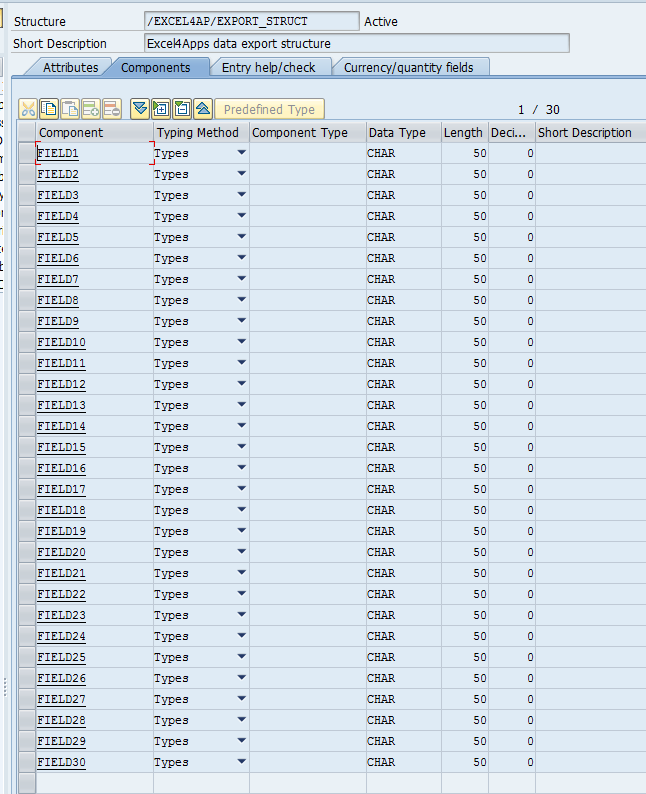 Structure /EXCEL4AP/EXPORT_STRUCT Active
Short Description Excel4Apps data export structure
Attributes Components Entry help/check Currency/quantity fields
Predefined Type 1 / 30
Component Typing Method Component Type Data Type Length Deci... Short Description
FIELD1 Types CHAR 50 0
FIELD2 Types CHAR 50 0
FIELD3 Types CHAR 50 0
FIELD4 Types CHAR 50 0
FIELD5 Types CHAR 50 0
FIELD6 Types CHAR 50 0
FIELD7 Types CHAR 50 0
FIELD8 Types CHAR 50 0
FIELD9 Types CHAR 50 0
FIELD10 Types CHAR 50 0
FIELD11 Types CHAR 50 0
FIELD12 Types CHAR 50 0
FIELD13 Types CHAR 50 0
FIELD14 Types CHAR 50 0
FIELD15 Types CHAR 50 0
FIELD16 Types CHAR 50 0
FIELD17 Types CHAR 50 0
FIELD18 Types CHAR 50 0
FIELD19 Types CHAR 50 0
FIELD20 Types CHAR 50 0
FIELD21 Types CHAR 50 0
FIELD22 Types CHAR 50 0
FIELD23 Types CHAR 50 0
FIELD24 Types CHAR 50 0
FIELD25 Types CHAR 50 0
FIELD26 Types CHAR 50 0
FIELD27 Types CHAR 50 0
FIELD28 Types CHAR 50 0
FIELD29 Types CHAR 50 0
FIELD30 Types CHAR 50 0